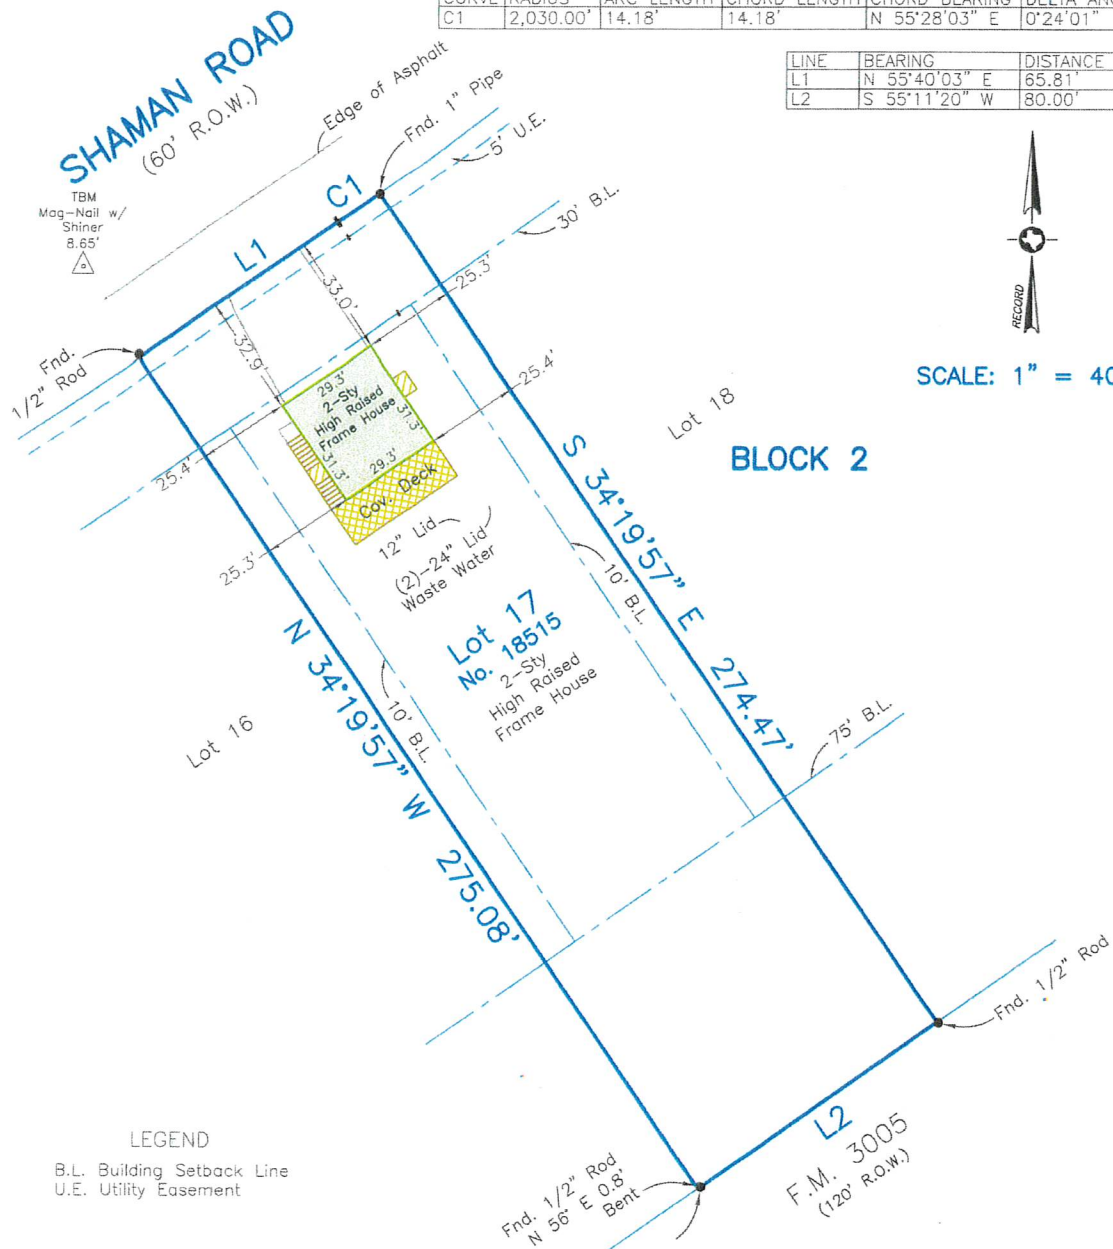 CURVE RADIUS ARC LENGTH CHORD LENGTH CHORD BEARING
C1 2,030.00' 14.18' 14.18' N 55°28'03" E 0°24'01"
LINE BEARING DISTANCE
L1 N 55°40'03" E 65.81'
L2 S 55°11'20" W 80.00'
SHAMAN ROAD
(60' R.O.W.)
Edge of Asphalt
Fnd. 1" Pipe
5' U.E.
30' B.L.
TBM
Mag-Nail w/
Shiner
8.65'
L1
C1
Fnd.
1/2" Rod
32.9'
33.0'
25.3'
25.4'
29.3'
2-Sty
High Raised
Frame House
31.3'
31.3'
29.3'
Cov. Deck
25.4'
25.3'
12" Lid
(2)-24" Lid
Waste Water
RECORD
SCALE: 1" = 40
Lot 18
BLOCK 2
S 34°19'57" E 274.47'
10' B.L.
Lot 17
No. 18515
2-Sty
High Raised
Frame House
N 34°19'57" W 275.08'
10' B.L.
Lot 16
75' B.L.
Fnd. 1/2" Rod
L2
F.M. 3005
(120' R.O.W.)
Fnd. 1/2" Rod
N 56° E 0.8'
Bent
LEGEND
B.L. Building Setback Line
U.E. Utility Easement